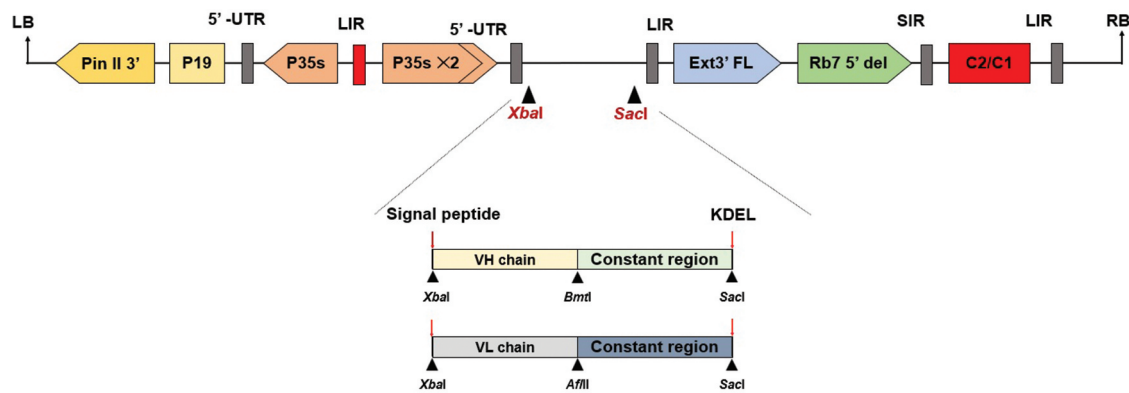 LB
5' -UTR
LIR
5' -UTR
LIR
SIR
LIR
RB
Pin II 3'
P19
P35s
P35s ×2
Ext3' FL
Rb7 5' del
C2/C1
XbaI
SacI
Signal peptide
KDEL
VH chain
Constant region
XbaI
BmtI
SacI
VL chain
Constant region
XbaI
AflII
SacI